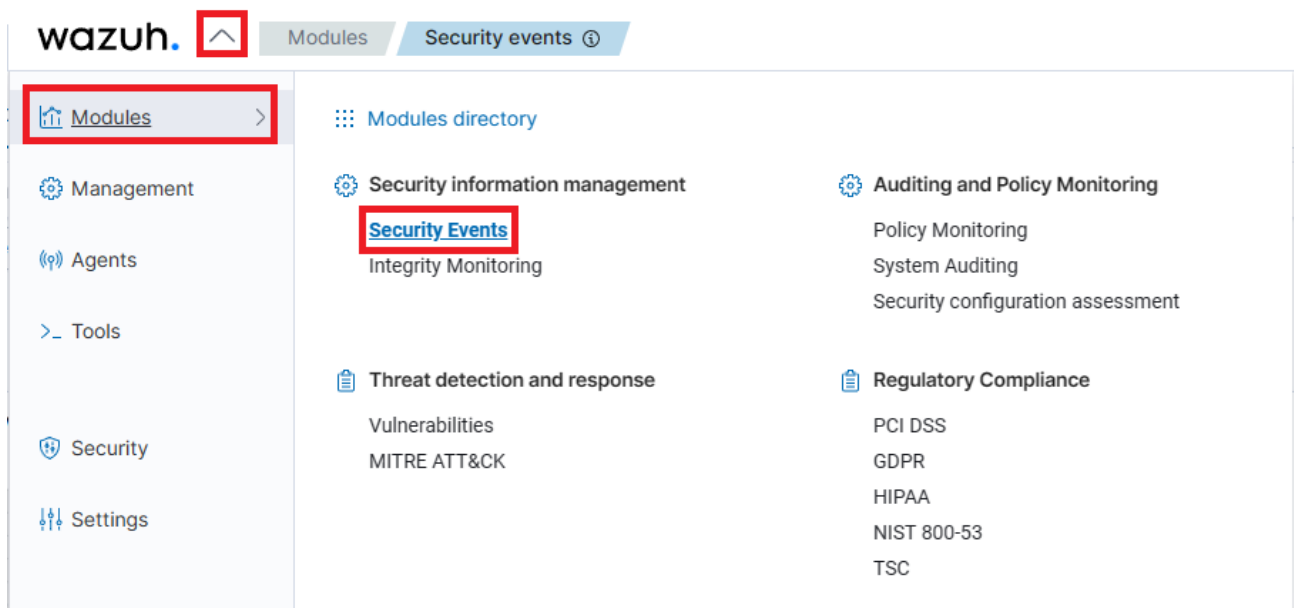 wazuh.
Modules
Security events
Modules
Management
Agents
>_ Tools
Security
Settings
Modules directory
Security information management
Security Events
Integrity Monitoring
Auditing and Policy Monitoring
Policy Monitoring
System Auditing
Security configuration assessment
Threat detection and response
Vulnerabilities
MITRE ATT&CK
Regulatory Compliance
PCI DSS
GDPR
HIPAA
NIST 800-53
TSC